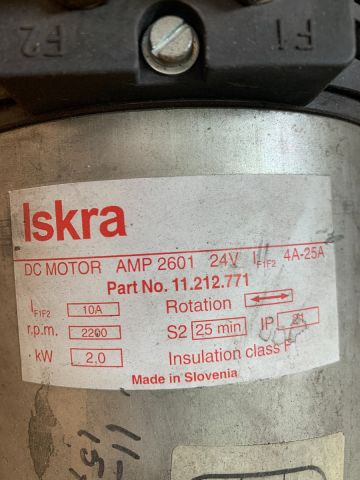 F2 F1
Iskra
DC MOTOR AMP 2601 24V IF1F2 4A-25A
Part No. 11.212.771
IF1F2 10A Rotation
r.p.m. 2200 S2 25 min IP 21
kW 2,0 Insulation class F
Made in Slovenia